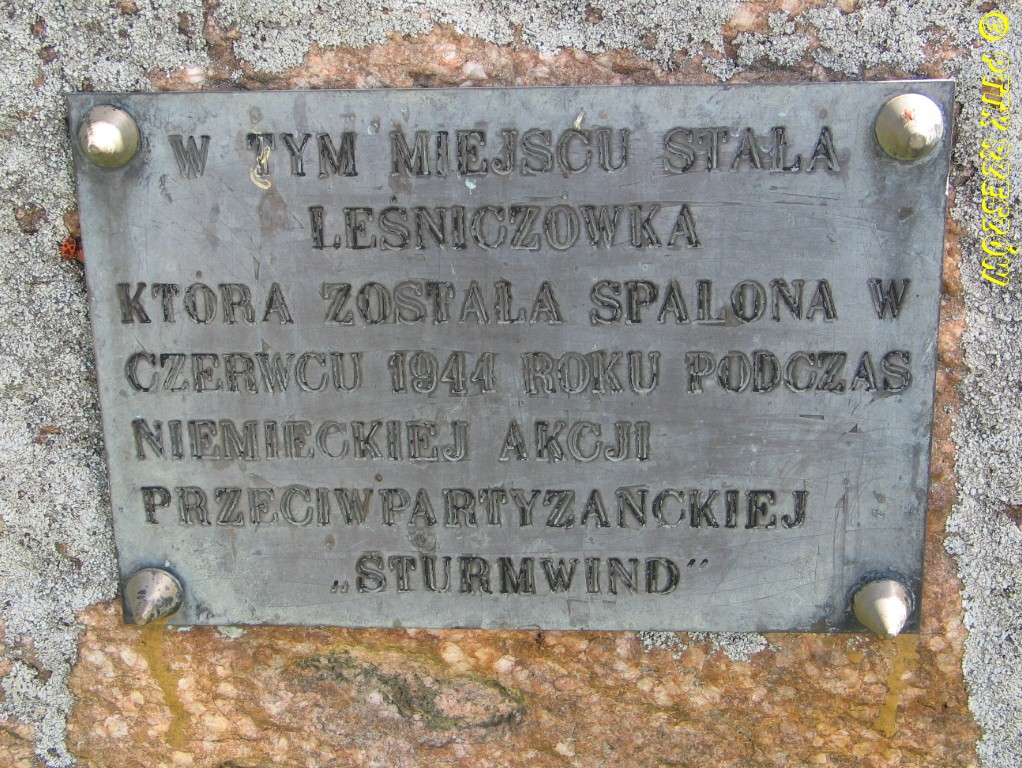 W TYM MIEJSCU STAŁA
LEŚNICZÓWKA
KTÓRA ZOSTAŁA SPALONA W
CZERWCU 1944 ROKU PODCZAS
NIEMIECKIEJ AKCJI
PRZECIWPARTYZANCKIEJ
„STURMWIND”